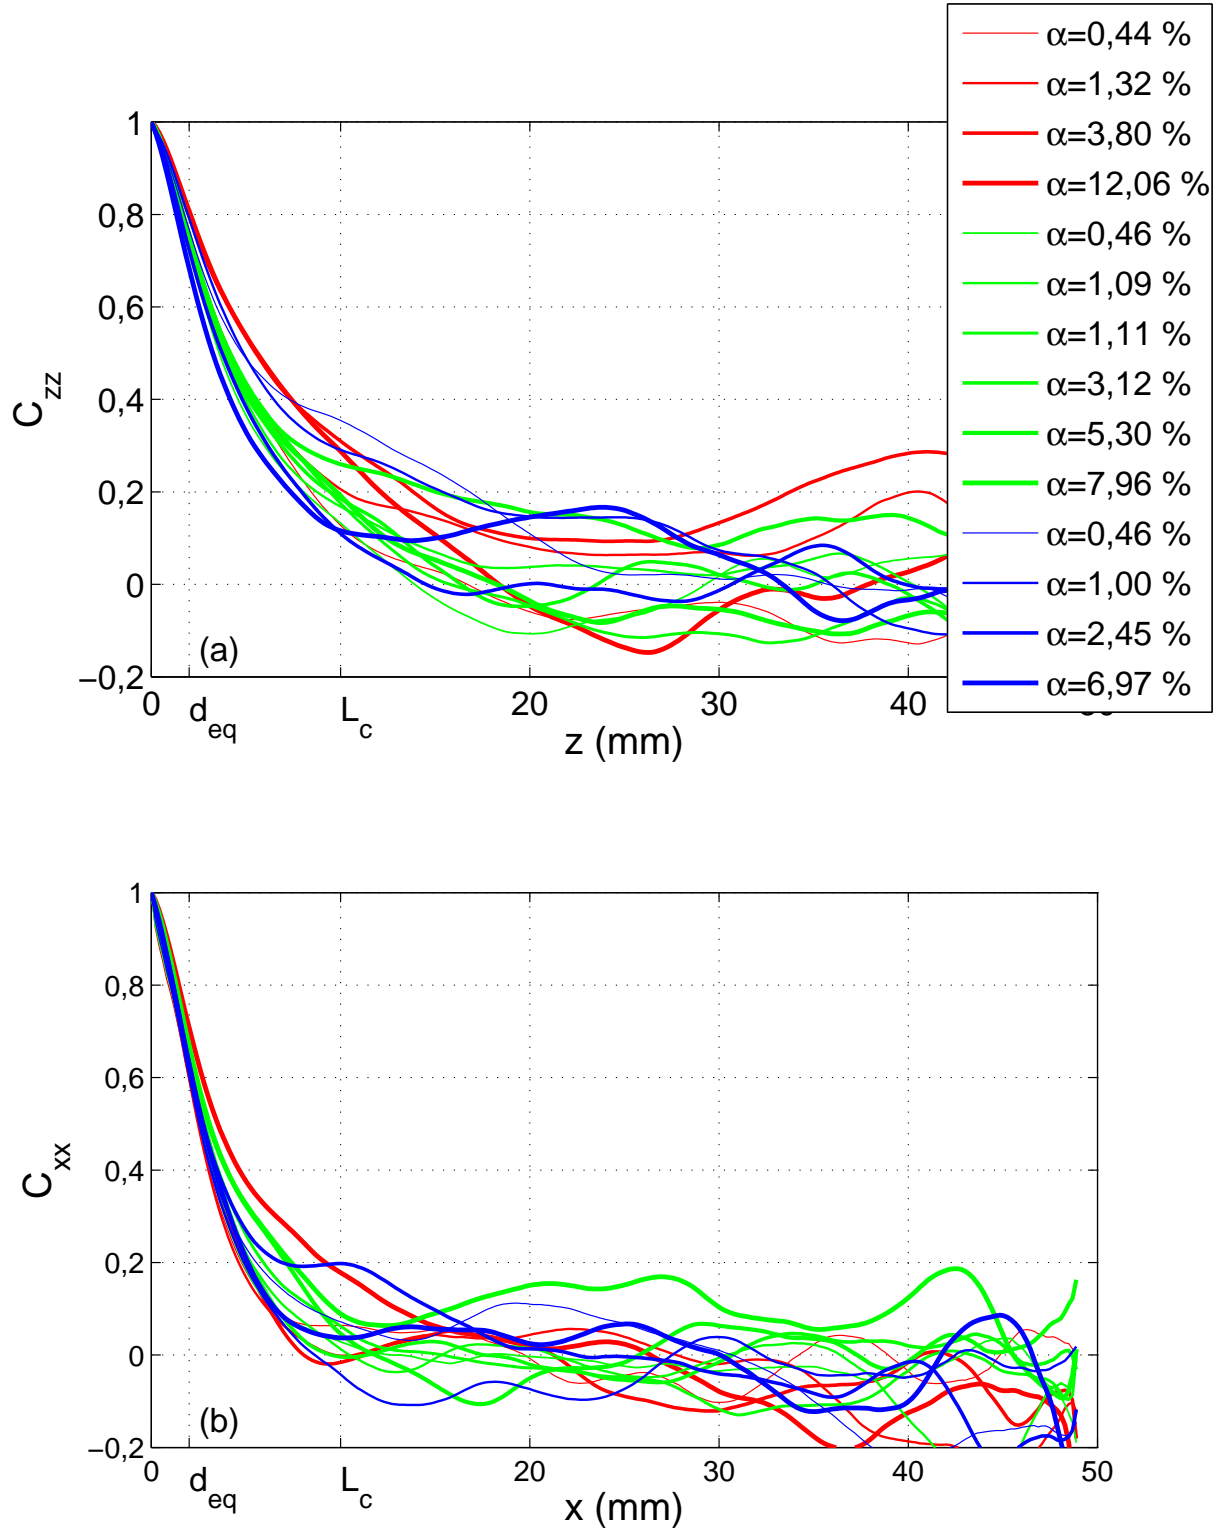 α=0,44 %
α=1,32 %
α=3,80 %
α=12,06 %
α=0,46 %
α=1,09 %
α=1,11 %
α=3,12 %
α=5,30 %
α=7,96 %
α=0,46 %
α=1,00 %
α=2,45 %
α=6,97 %
1
0,8
0,6
0,4
0,2
0
−0,2
C_zz
(a)
0 d_eq L_c 20 30 40
z (mm)
1
0,8
0,6
0,4
0,2
0
−0,2
C_xx
(b)
0 d_eq L_c 20 30 40 50
x (mm)